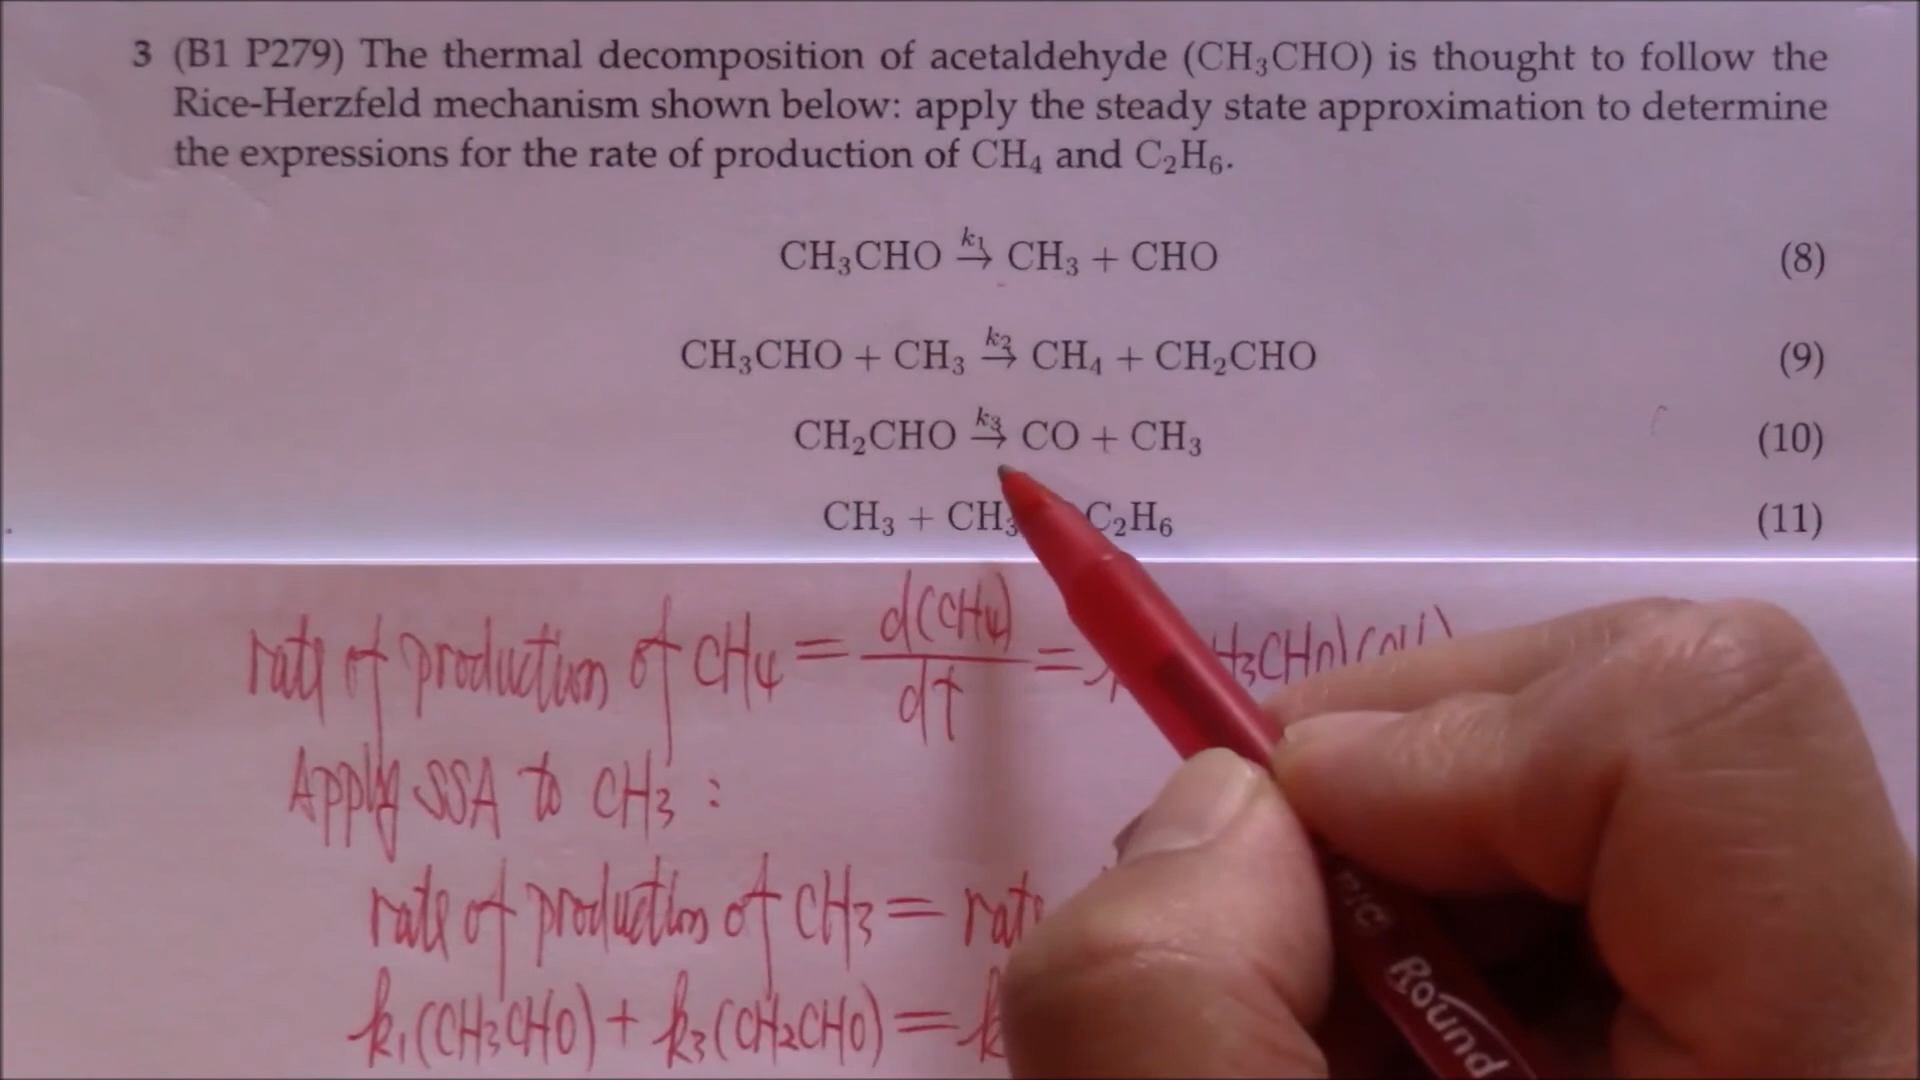 3 (B1 P279) The thermal decomposition of acetaldehyde (CH₃CHO) is thought to follow the
Rice-Herzfeld mechanism shown below: apply the steady state approximation to determine
the expressions for the rate of production of CH₄ and C₂H₆.
CH₃CHO →(k₁) CH₃ + CHO (8)
CH₃CHO + CH₃ →(k₂) CH₄ + CH₂CHO (9)
CH₂CHO →(k₃) CO + CH₃ (10)
CH₃ + CH₃ C₂H₆ (11)
rate of production of CH₄ = d(CH₄)/dt = H₃CHO)
Apply SSA to CH₃ :
rate of production of CH₃ = rate
k₁(CH₃CHO) + k₃(CH₂CHO) = k
Round